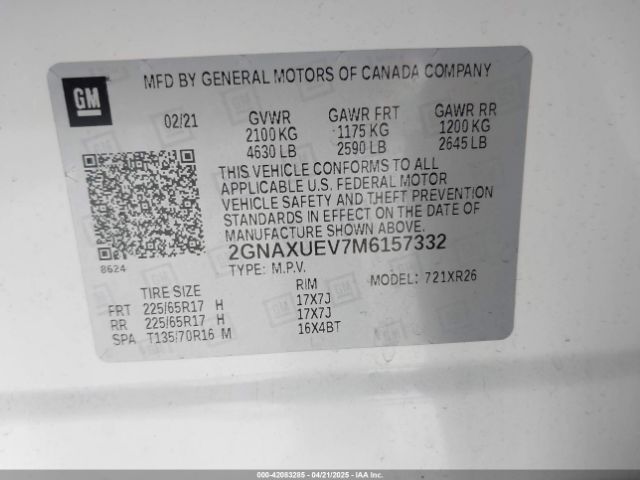 GM
MFD BY GENERAL MOTORS OF CANADA COMPANY
02/21 GVWR GAWR FRT GAWR RR
2100 KG 1175 KG 1200 KG
4630 LB 2590 LB 2645 LB
THIS VEHICLE CONFORMS TO ALL
APPLICABLE U.S. FEDERAL MOTOR
VEHICLE SAFETY AND THEFT PREVENTION
STANDARDS IN EFFECT ON THE DATE OF
MANUFACTURE SHOWN ABOVE.
8624
2GNAXUEV7M6157332
TYPE: M.P.V. MODEL: 721XR26
TIRE SIZE RIM
FRT 225/65R17 H 17X7J
RR 225/65R17 H 17X7J
SPA T135/70R16 M 16X4BT
000-42083285 - 04/21/2025 - IAA Inc.